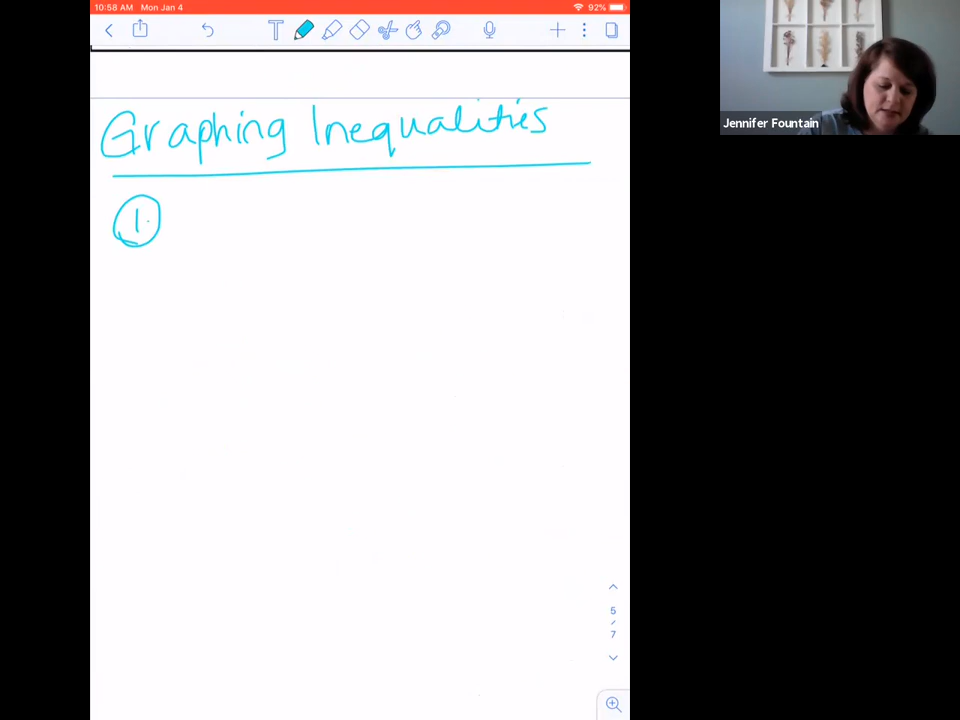 10:58 AM Mon Jan 4
92%
T
Graphing Inequalities
1.
5
/
7
Jennifer Fountain